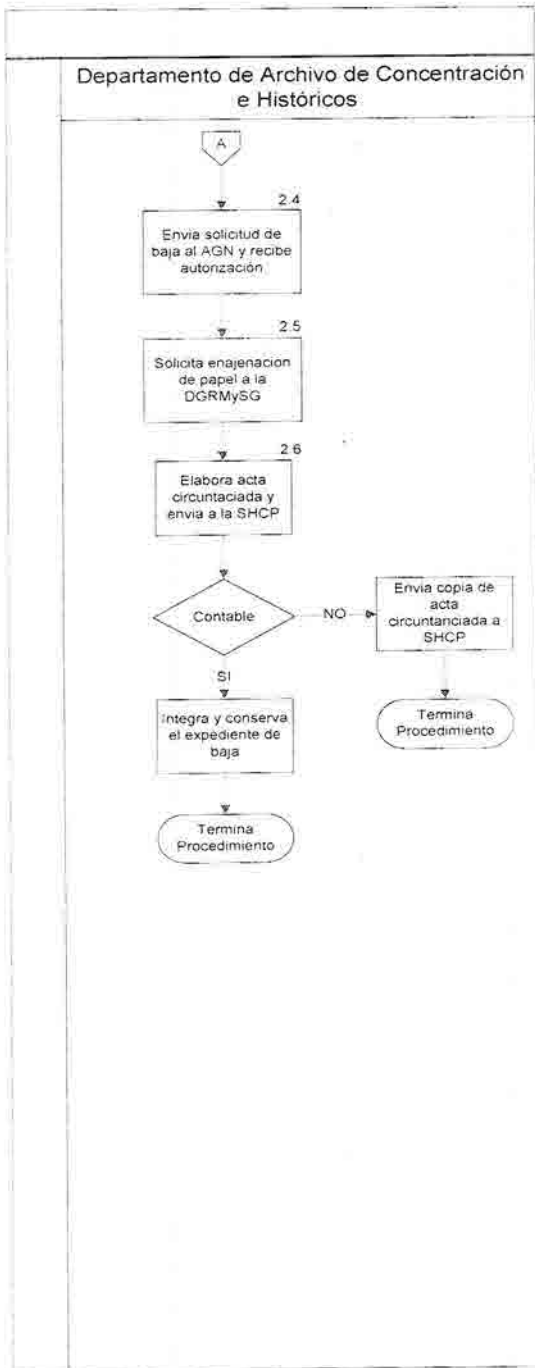 Departamento de Archivo de Concentración
e Históricos
A
2.4
Envia solicitud de
baja al AGN y recibe
autorización
2.5
Solicita enajenacion
de papel a la
DGRMySG
2.6
Elabora acta
circuntaciada y
envia a la SHCP
Contable
NO
Envia copia de
acta
circuntanciada a
SHCP
SI
Integra y conserva
el expediente de
baja
Termina
Procedimiento
Termina
Procedimiento